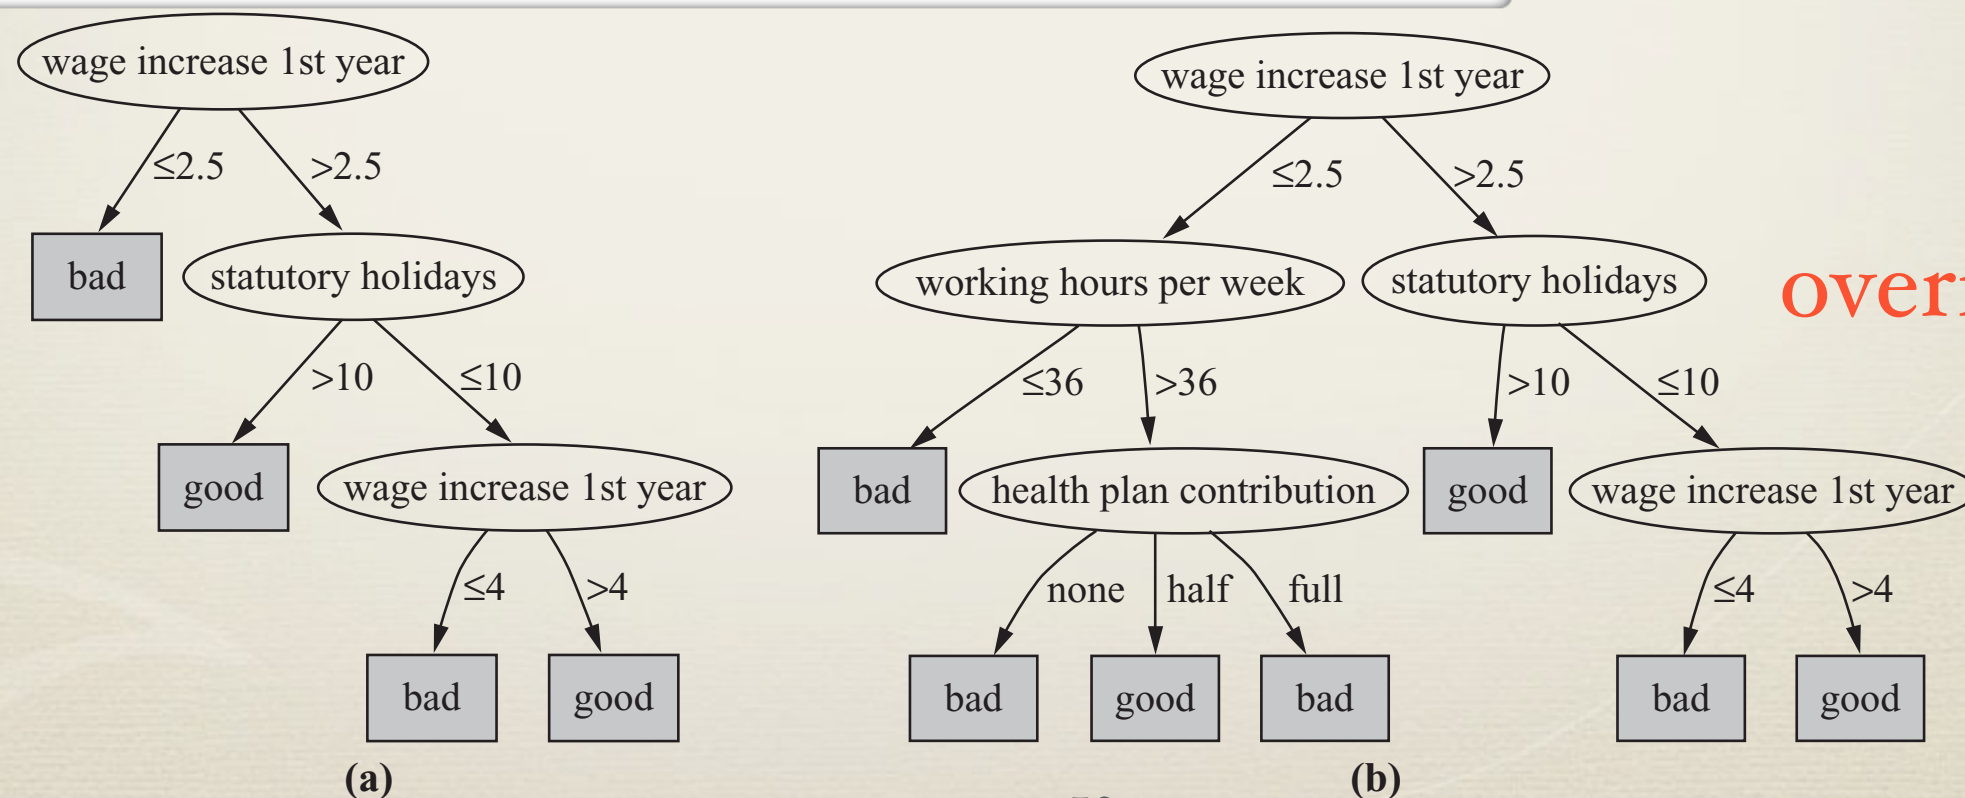 wage increase 1st year
≤2.5
>2.5
bad
statutory holidays
>10
≤10
good
wage increase 1st year
≤4
>4
bad
good
(a)
wage increase 1st year
≤2.5
>2.5
working hours per week
statutory holidays
≤36
>36
>10
≤10
bad
health plan contribution
good
wage increase 1st year
none
half
full
≤4
>4
bad
good
bad
bad
good
(b)
over